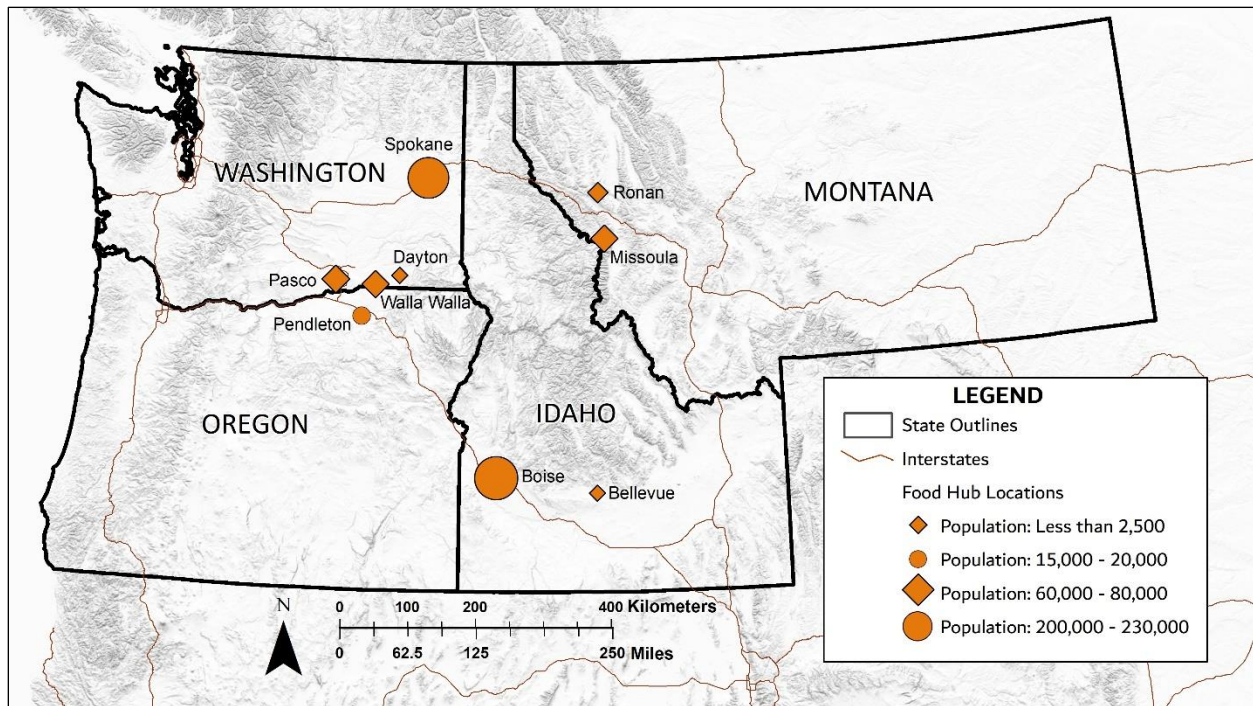 Spokane
WASHINGTON
Ronan
MONTANA
Missoula
Dayton
Pasco
Walla Walla
Pendleton
OREGON
IDAHO
Boise
Bellevue
LEGEND
State Outlines
Interstates
Food Hub Locations
Population: Less than 2,500
Population: 15,000 - 20,000
Population: 60,000 - 80,000
Population: 200,000 - 230,000
N
0 100 200 400 Kilometers
0 62.5 125 250 Miles